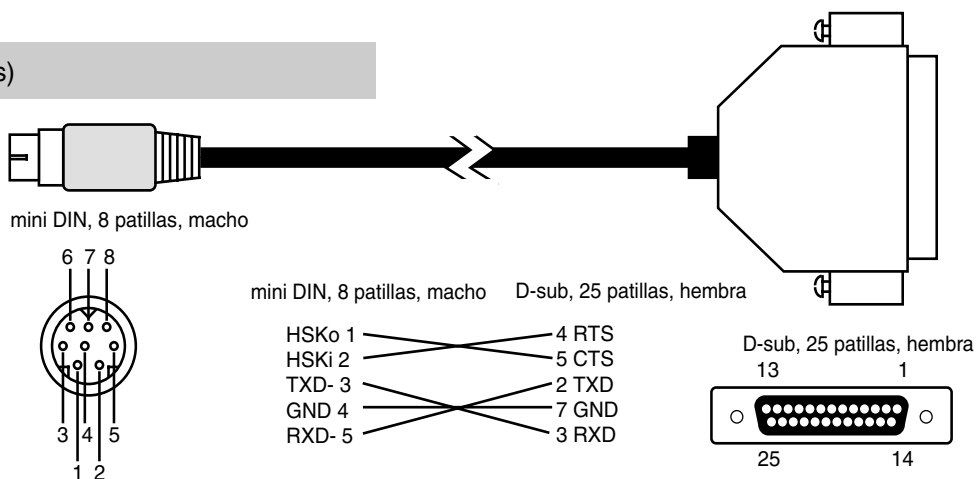 s)
mini DIN, 8 patillas, macho
6 7 8
3 4 5
1 2
mini DIN, 8 patillas, macho D-sub, 25 patillas, hembra
HSKo 1 4 RTS
HSKi 2 5 CTS
TXD- 3 2 TXD
GND 4 7 GND
RXD- 5 3 RXD
D-sub, 25 patillas, hembra
13 1
25 14